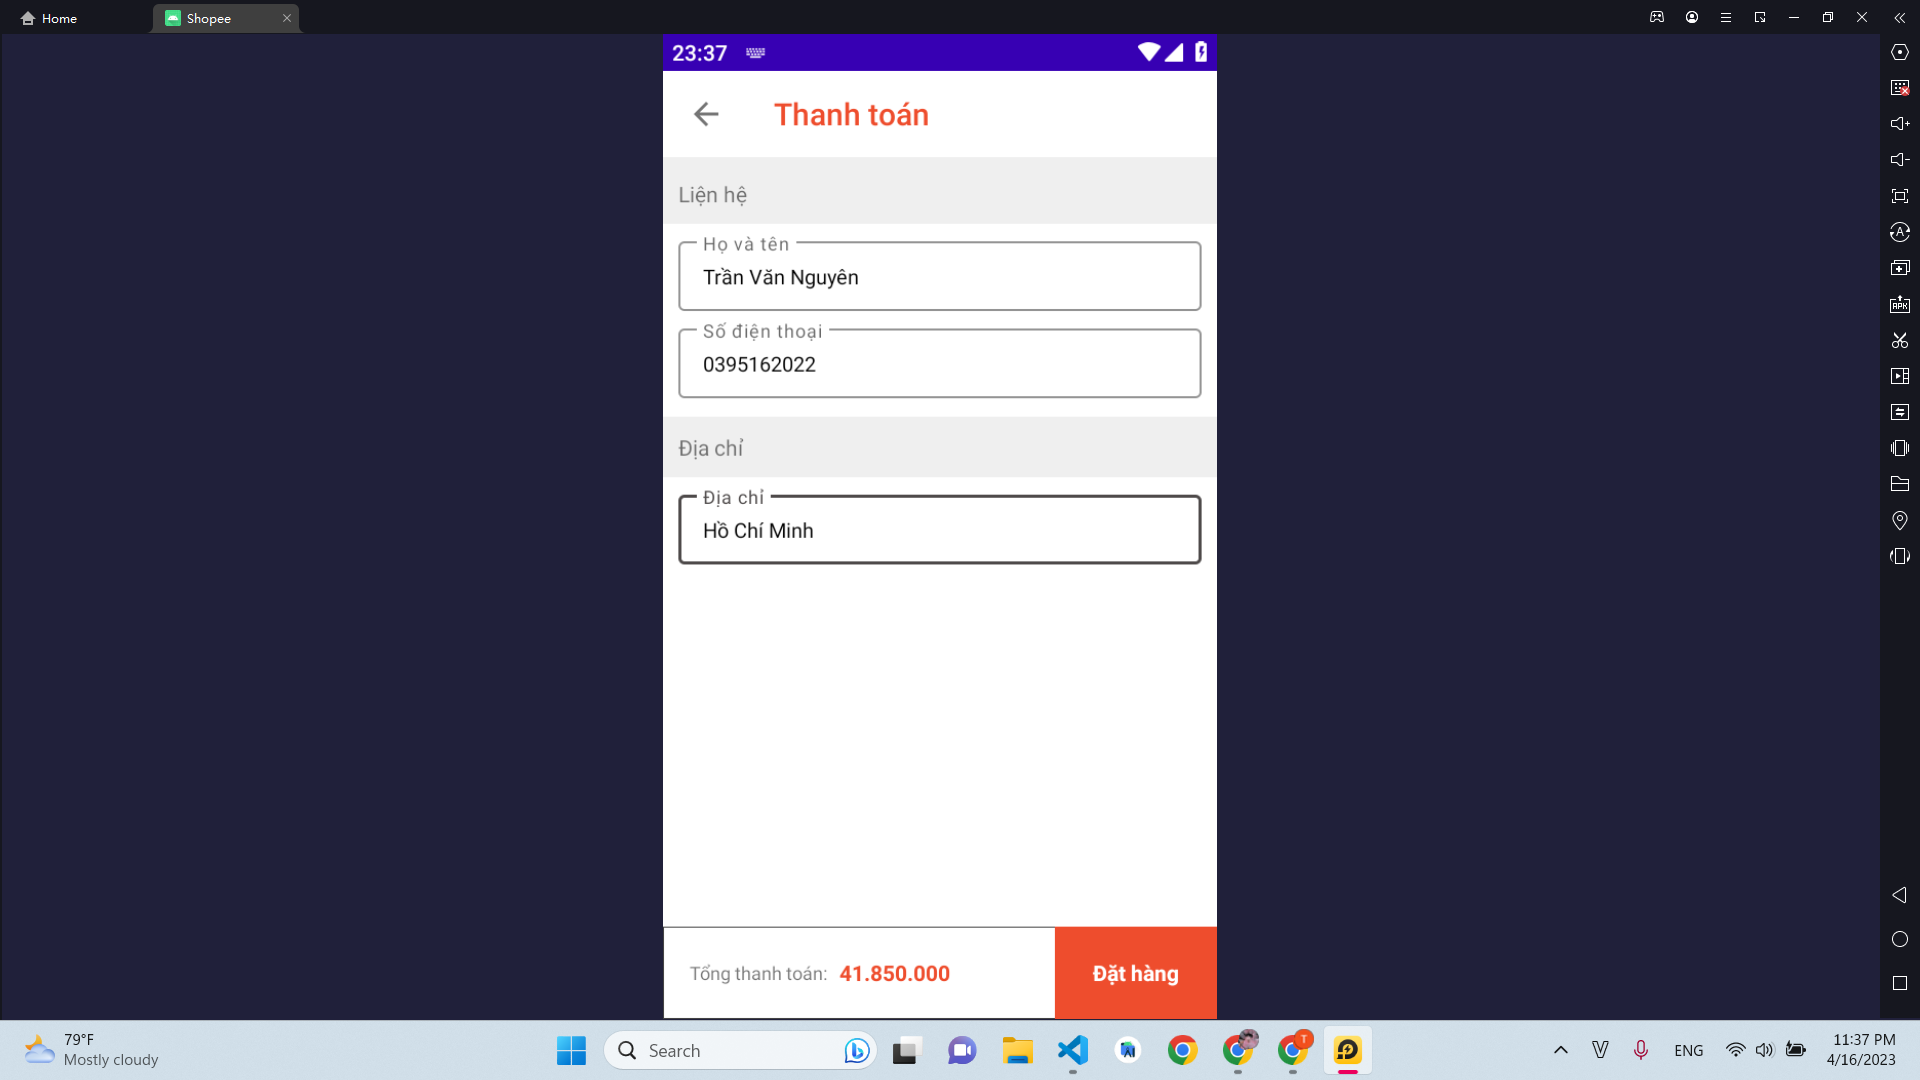 Home
Shopee
23:37
Thanh toán
Liện hệ
Họ và tên
Trần Văn Nguyên
Số điện thoại
0395162022
Địa chỉ
Địa chỉ
Hồ Chí Minh
Tổng thanh toán: 41.850.000
Đặt hàng
79°F
Mostly cloudy
Search
ENG
11:37 PM
4/16/2023